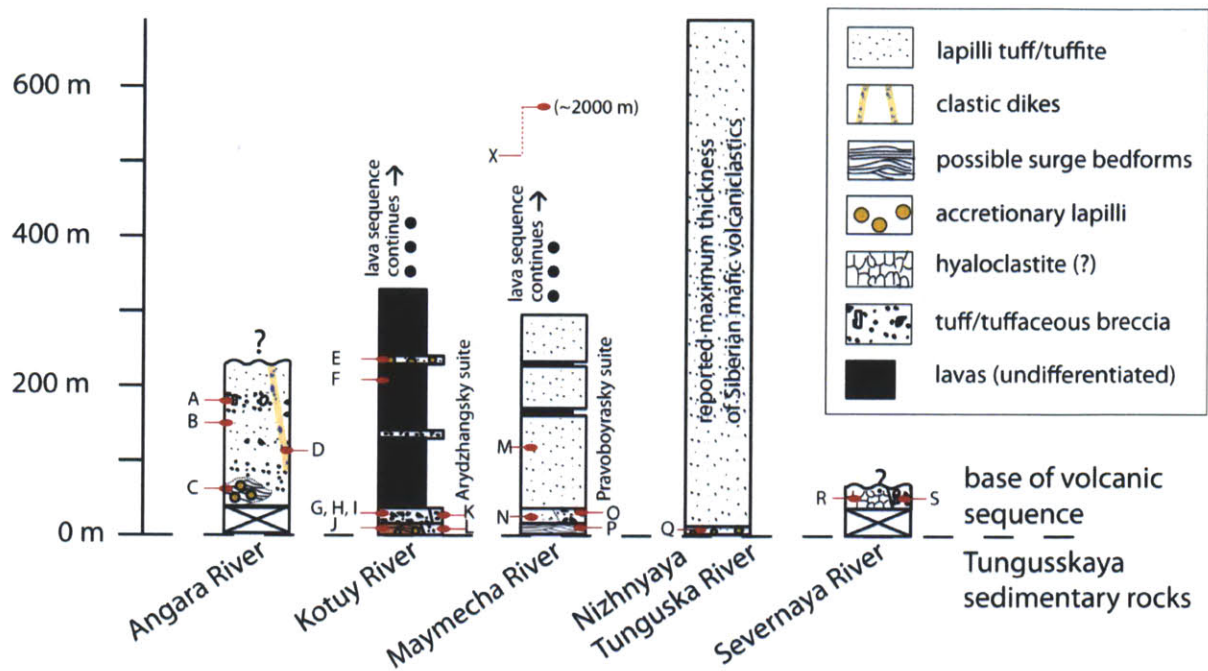 600 m
400 m
200 m
0 m
?
A
B
C
D
Angara River
lava sequence
continues →
E
F
G, H, I
J
K
L
Arydzhangsky suite
Kotuy River
X
(~2000 m)
lava sequence
continues →
M
N
O
P
Pravoboyrasky suite
Maymecha River
reported maximum thickness
of Siberian mafic volcaniclastics
Q
Nizhnyaya
Tunguska River
?
R
S
Severnaya River
lapilli tuff/tuffite
clastic dikes
possible surge bedforms
accretionary lapilli
hyaloclastite (?)
tuff/tuffaceous breccia
lavas (undifferentiated)
base of volcanic
sequence
Tungusskaya
sedimentary rocks